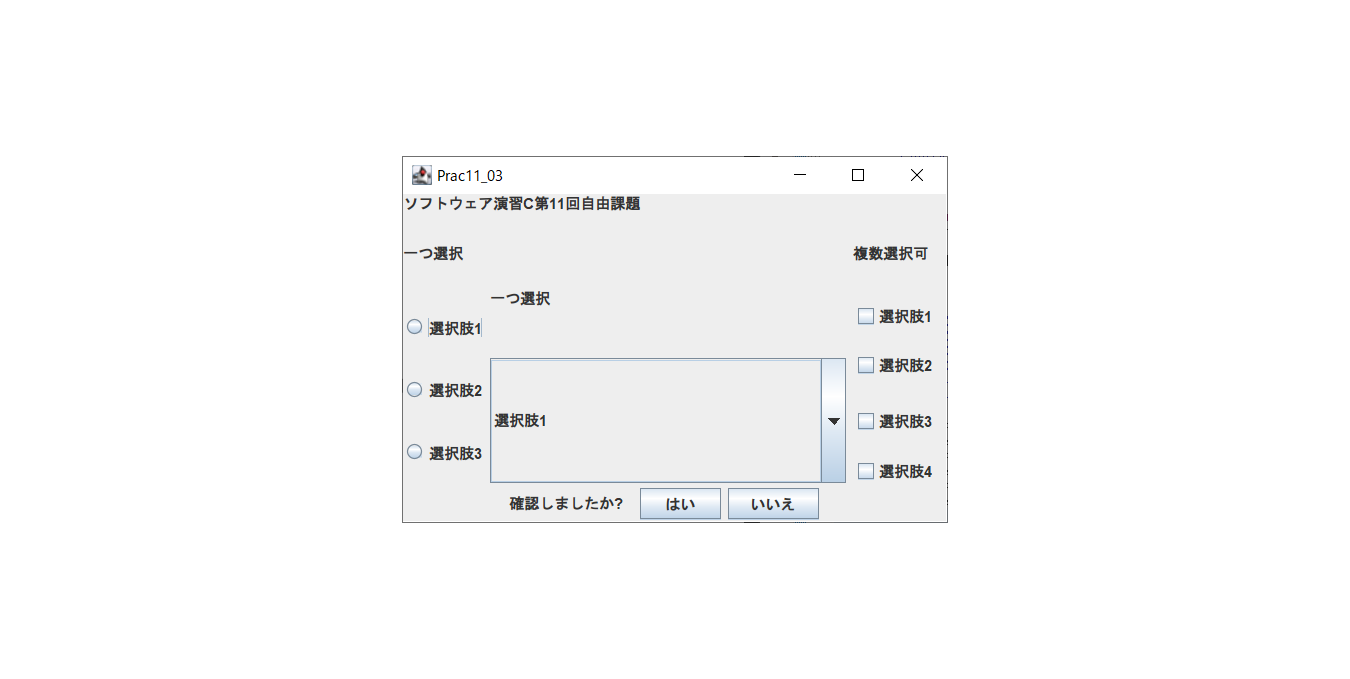 Prac11_03
ソフトウェア演習C第11回自由課題
一つ選択
複数選択可
一つ選択
選択肢1
選択肢2
選択肢3
選択肢1
選択肢1
選択肢2
選択肢3
選択肢4
確認しましたか? はい いいえ